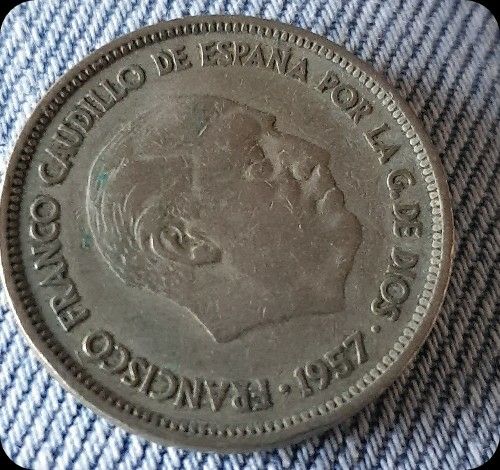 FRANCISCO FRANCO CAUDILLO DE ESPAÑA POR LA G. DE DIOS · 1957 ·